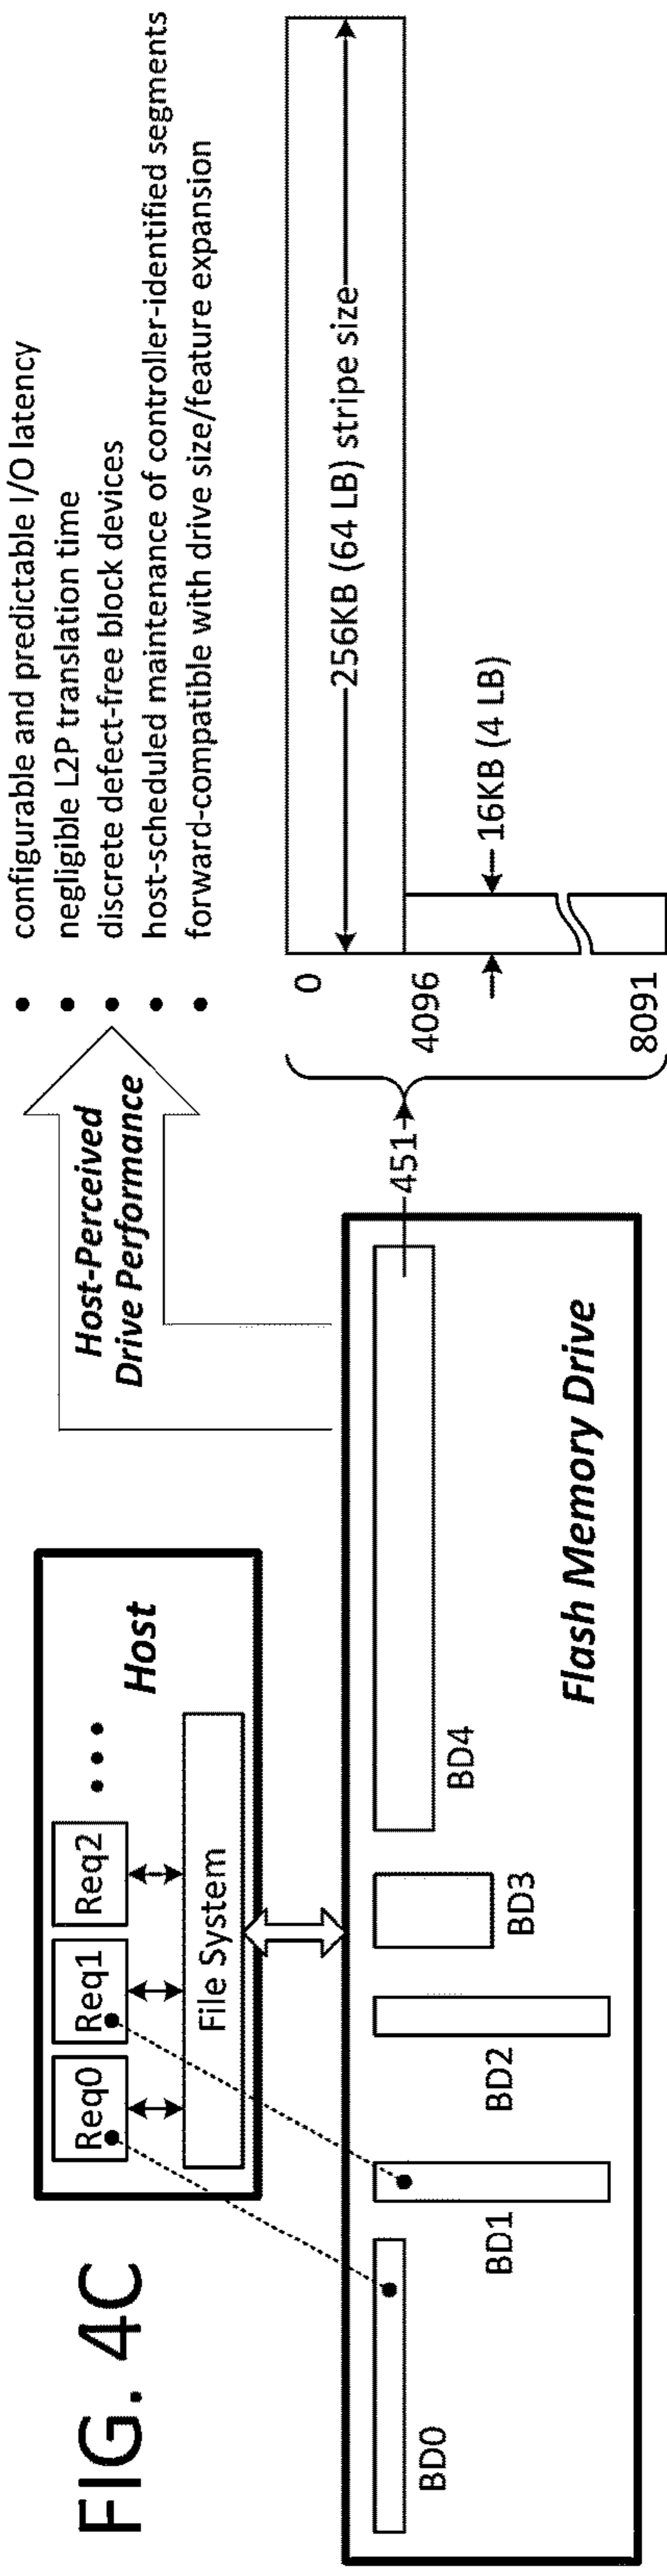 FIG. 4C
Req0
Req1
Req2
• • •
Host
File System
Host-Perceived
Drive Performance
• configurable and predictable I/O latency
• negligible L2P translation time
• discrete defect-free block devices
• host-scheduled maintenance of controller-identified segments
• forward-compatible with drive size/feature expansion
BD0
BD1
BD2
BD3
BD4
Flash Memory Drive
451
0
4096
8091
256KB (64 LB) stripe size
16KB (4 LB)